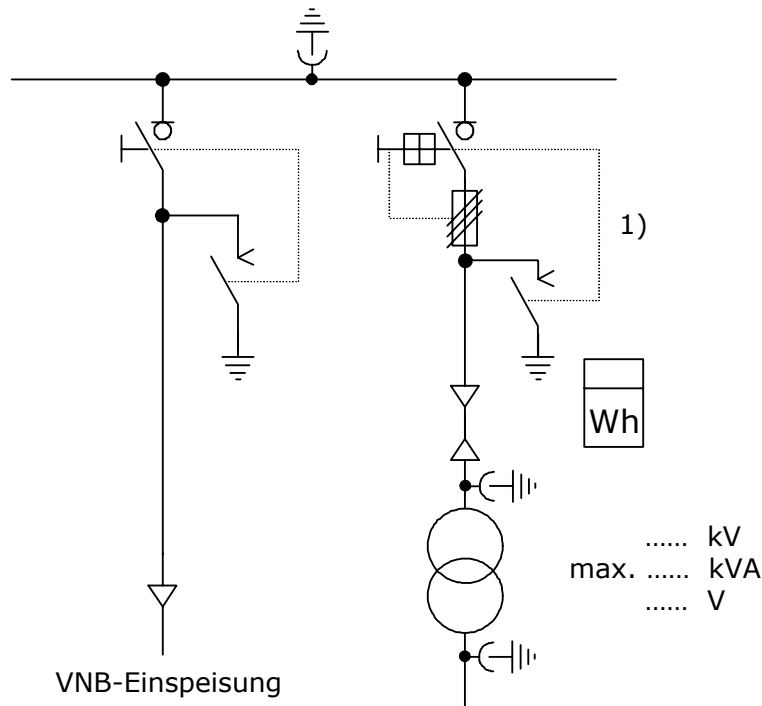 1)
Wh
...... kV
max. ...... kVA
...... V
VNB-Einspeisung